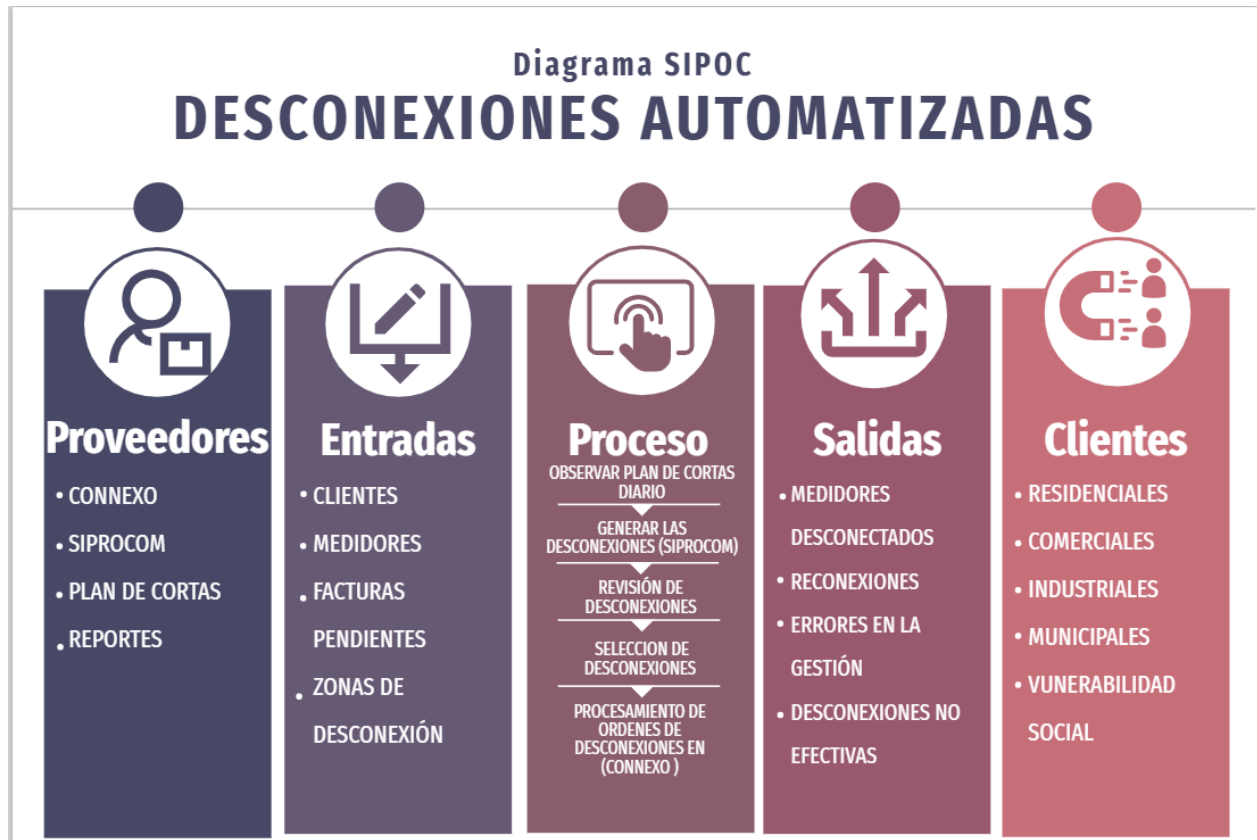 Diagrama SIPOC
DESCONEXIONES AUTOMATIZADAS
Proveedores
• CONNEXO
• SIPROCOM
• PLAN DE CORTAS
• REPORTES
Entradas
• CLIENTES
• MEDIDORES
• FACTURAS
PENDIENTES
• ZONAS DE
DESCONEXIÓN
Proceso
OBSERVAR PLAN DE CORTAS
DIARIO
GENERAR LAS
DESCONEXIONES (SIPROCOM)
REVISIÓN DE
DESCONEXIONES
SELECCION DE
DESCONEXIONES
PROCESAMIENTO DE
ORDENES DE
DESCONEXIONES EN
(CONNEXO )
Salidas
• MEDIDORES
DESCONECTADOS
• RECONEXIONES
• ERRORES EN LA
GESTIÓN
• DESCONEXIONES NO
EFECTIVAS
Clientes
• RESIDENCIALES
• COMERCIALES
• INDUSTRIALES
• MUNICIPALES
• VUNERABILIDAD
SOCIAL